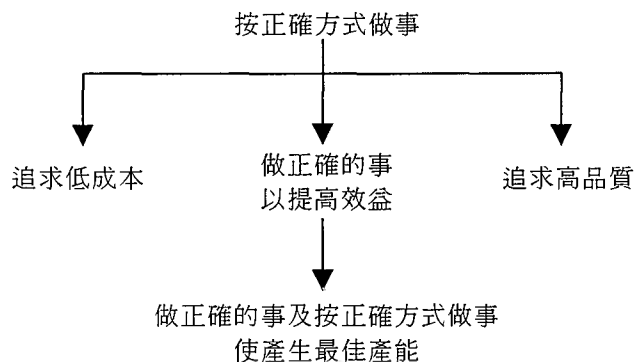 按正確方式做事
追求低成本
做正確的事
以提高效益
追求高品質
做正確的事及按正確方式做事
使產生最佳產能